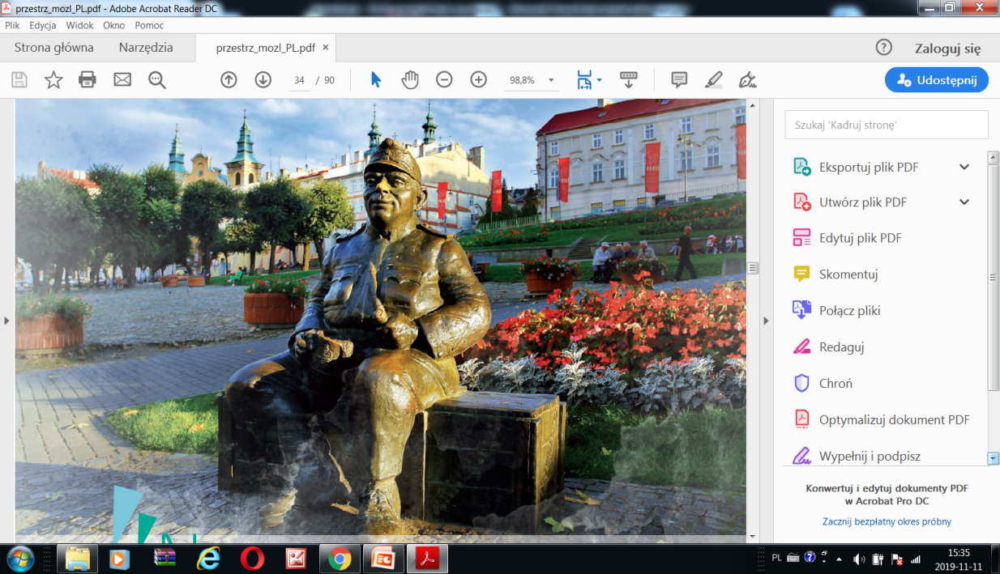 przestrz_mozl_PL.pdf - Adobe Acrobat Reader DC
Plik Edycja Widok Okno Pomoc
Strona główna Narzędzia przestrz_mozl_PL.pdf × ? Zaloguj się
34 / 90 98,8% Udostępnij
Szukaj 'Kadruj stronę'
Eksportuj plik PDF
Utwórz plik PDF
Edytuj plik PDF
Skomentuj
Połącz pliki
Redaguj
Chroń
Optymalizuj dokument PDF
Wypełnij i podpisz
Konwertuj i edytuj dokumenty PDF
w Acrobat Pro DC
Zacznij bezpłatny okres próbny
PL 15:35
2019-11-11